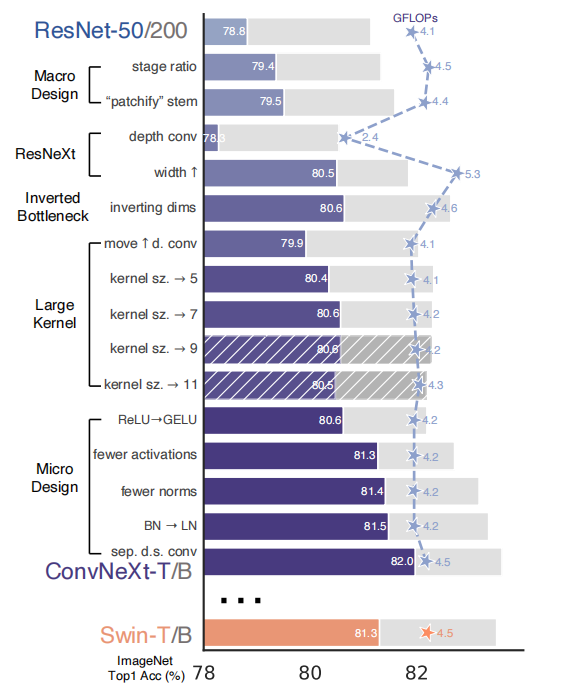 GFLOPs
ResNet-50/200 78.8 4.1
Macro Design
stage ratio 79.4 4.5
"patchify" stem 79.5 4.4
ResNeXt
depth conv 78.3 2.4
width ↑ 80.5 5.3
Inverted Bottleneck
inverting dims 80.6 4.6
Large Kernel
move ↑ d. conv 79.9 4.1
kernel sz. → 5 80.4 4.1
kernel sz. → 7 80.6 4.2
kernel sz. → 9 80.6 4.2
kernel sz. → 11 80.5 4.3
Micro Design
ReLU→GELU 80.6 4.2
fewer activations 81.3 4.2
fewer norms 81.4 4.2
BN → LN 81.5 4.2
sep. d.s. conv 82.0 4.5
ConvNeXt-T/B
...
Swin-T/B 81.3 4.5
ImageNet Top1 Acc (%) 78 80 82